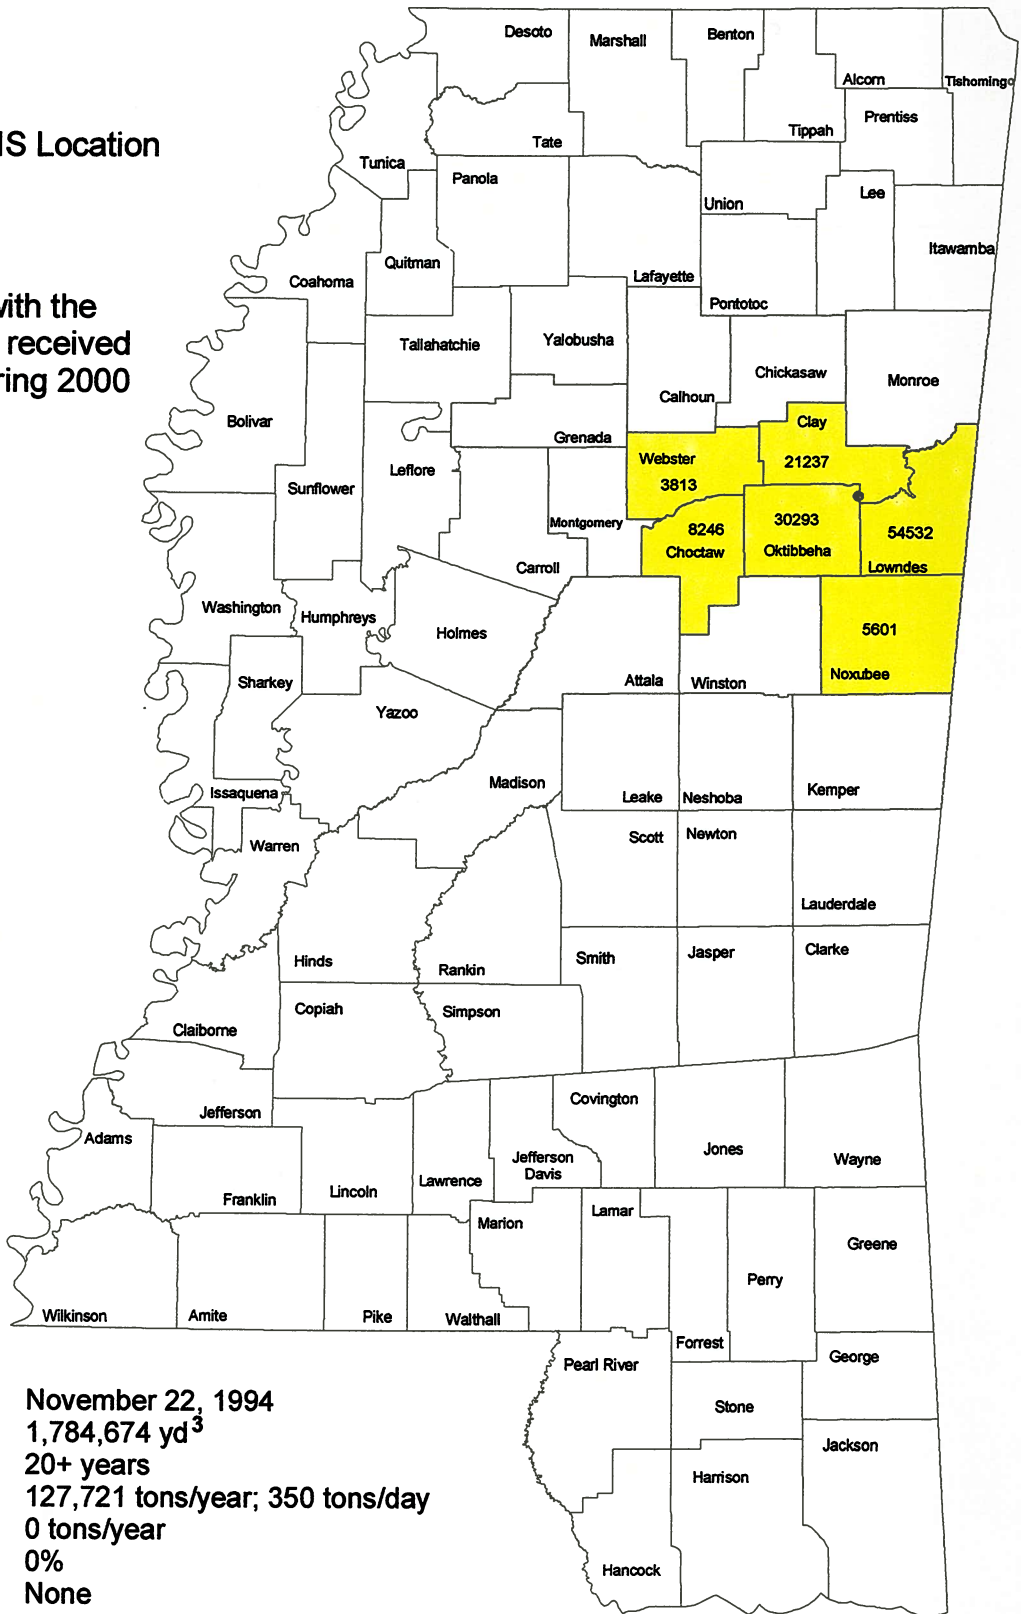 Desoto
Marshall
Benton
Alcorn
Tishomingo
Prentiss
Tippah
IS Location
Tate
Tunica
Panola
Lee
Union
Itawamba
Quitman
Coahoma
Lafayette
Pontotoc
with the
received
ring 2000
Tallahatchie
Yalobusha
Chickasaw
Monroe
Calhoun
Bolivar
Clay
Grenada
Webster
21237
Leflore
3813
Sunflower
Montgomery
8246
30293
54532
Choctaw
Oktibbeha
Carroll
Lowndes
Washington
Humphreys
Holmes
5601
Noxubee
Sharkey
Attala
Winston
Yazoo
Madison
Issaquena
Leake
Neshoba
Kemper
Warren
Scott
Newton
Lauderdale
Hinds
Rankin
Smith
Jasper
Clarke
Copiah
Simpson
Claiborne
Covington
Jefferson
Adams
Jones
Wayne
Jefferson
Davis
Lawrence
Lincoln
Franklin
Marion
Lamar
Greene
Perry
Wilkinson
Amite
Pike
Walthall
Forrest
George
Pearl River
Stone
Jackson
Harrison
Hancock
November 22, 1994
1,784,674 yd³
20+ years
127,721 tons/year; 350 tons/day
0 tons/year
0%
None